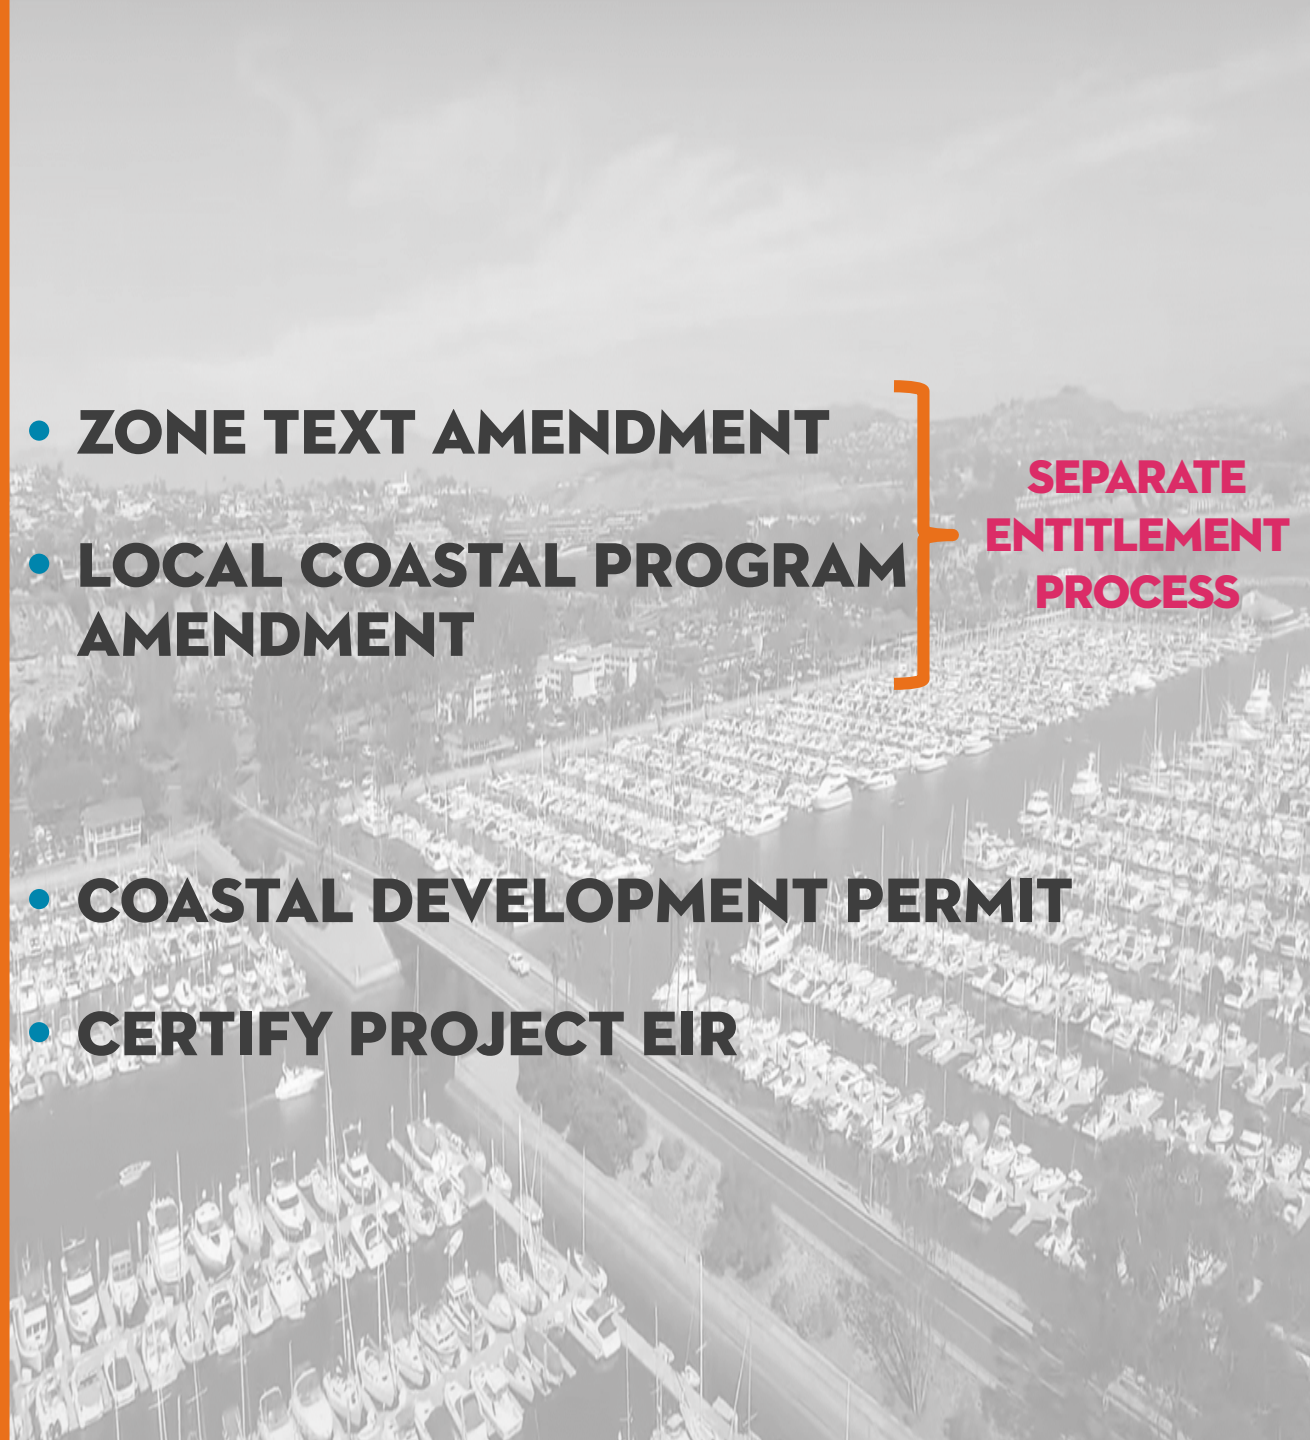 • ZONE TEXT AMENDMENT
• LOCAL COASTAL PROGRAM
AMENDMENT
SEPARATE
ENTITLEMENT
PROCESS
• COASTAL DEVELOPMENT PERMIT
• CERTIFY PROJECT EIR